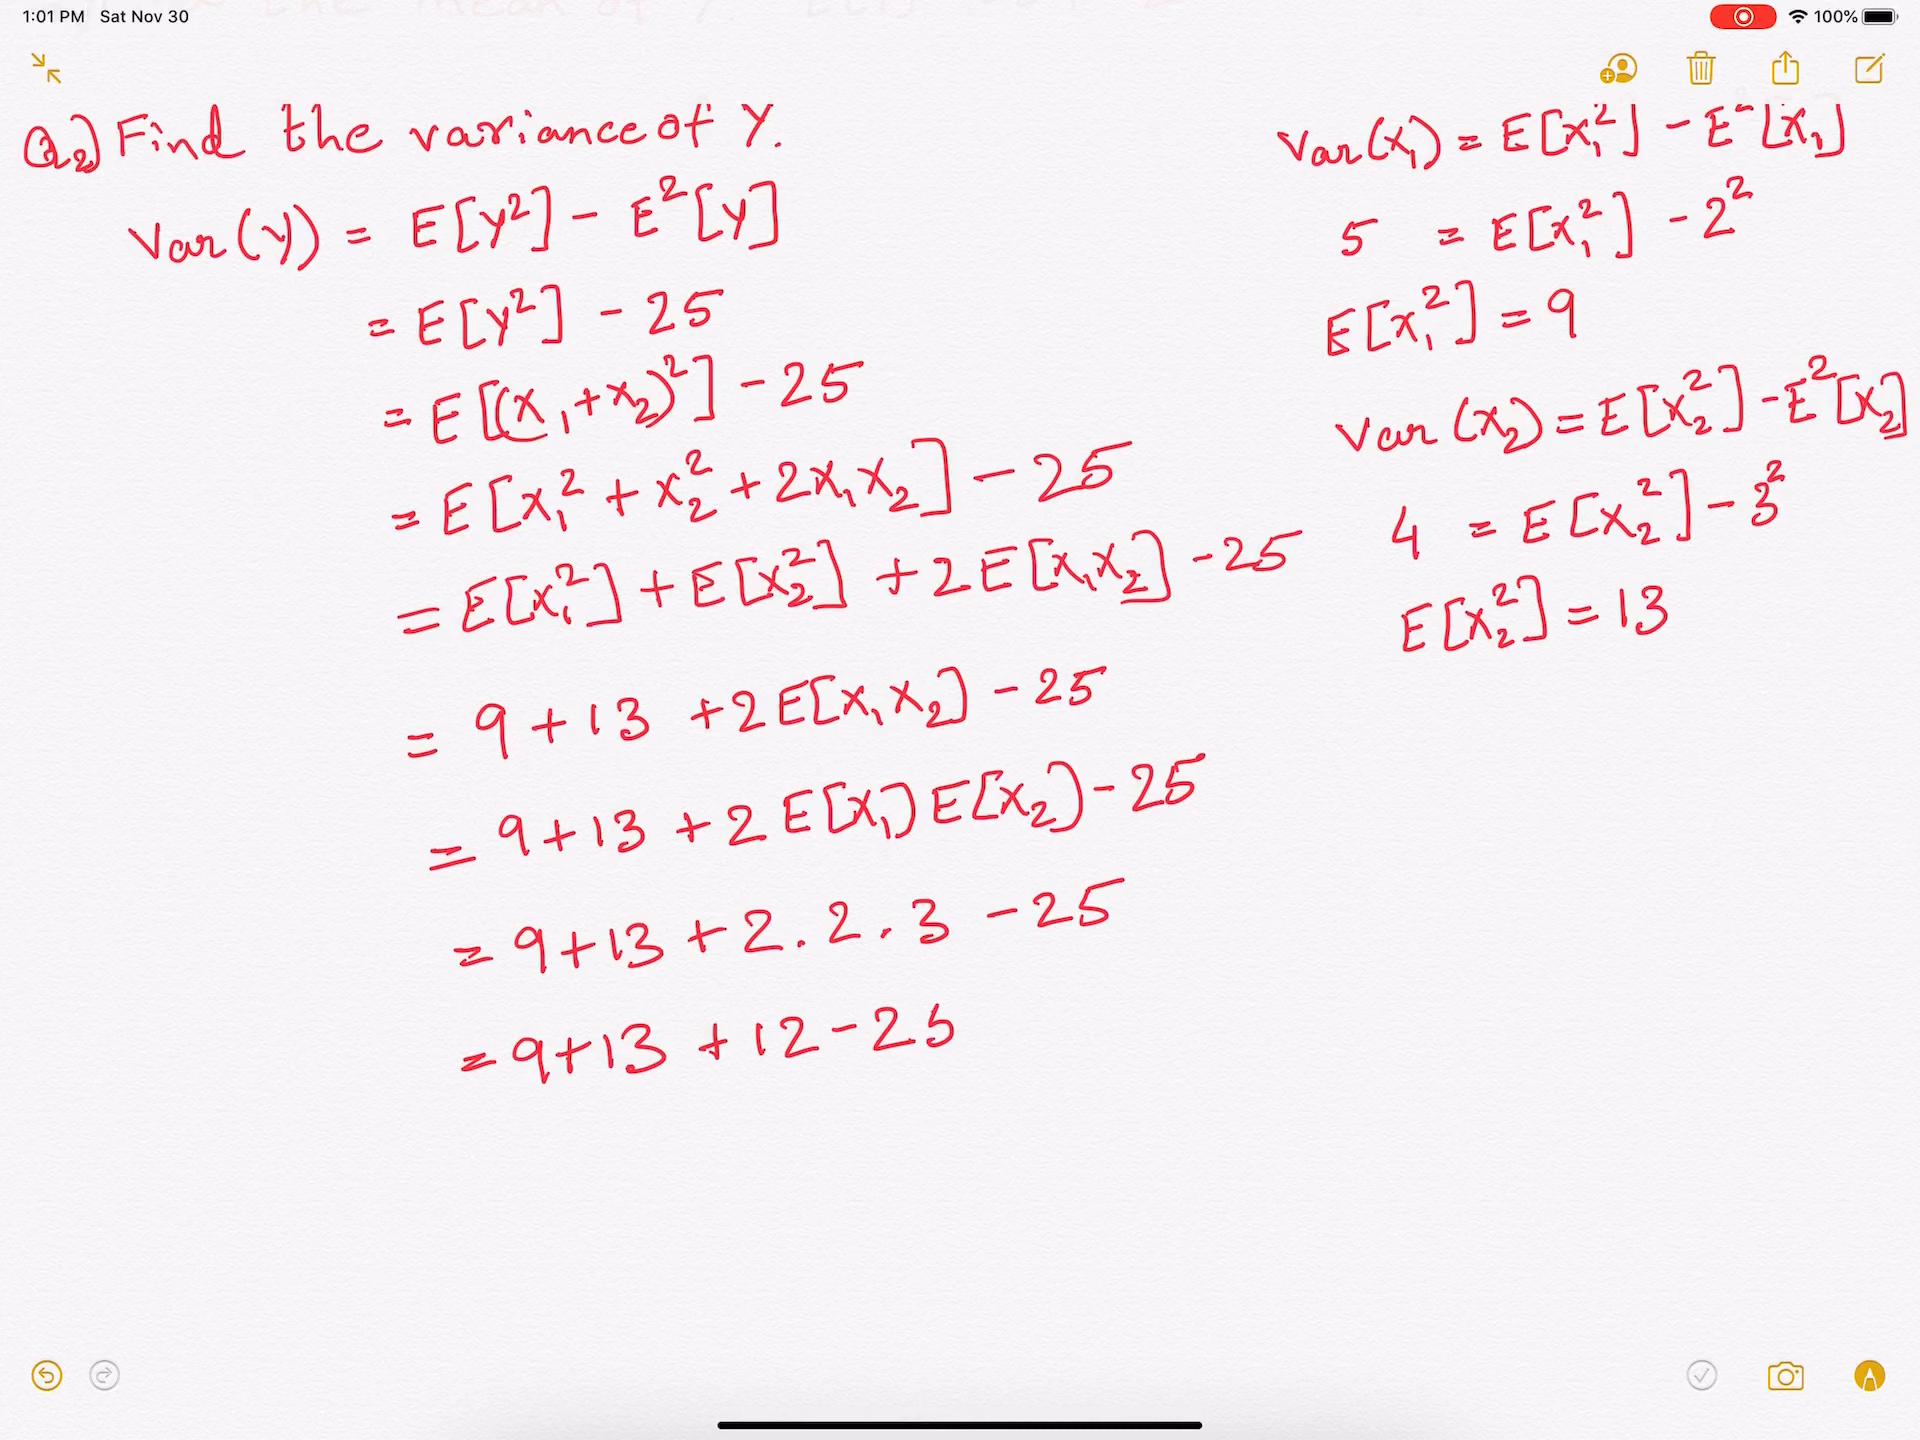 1:01 PM Sat Nov 30
100%
Q2) Find the variance of Y.
Var(Y) = E[Y²] - E²[Y]
= E[Y²] - 25
= E[(X₁+X₂)²] - 25
= E[X₁² + X₂² + 2X₁X₂] - 25
= E[X₁²] + E[X₂²] + 2E[X₁X₂] - 25
= 9 + 13 + 2E[X₁X₂] - 25
= 9 + 13 + 2E[X₁]E[X₂] - 25
= 9 + 13 + 2 . 2 . 3 - 25
= 9 + 13 + 12 - 25
Var(X₁) = E[X₁²] - E²[X₁]
5 = E[X₁²] - 2²
E[X₁²] = 9
Var(X₂) = E[X₂²] - E²[X₂]
4 = E[X₂²] - 3²
E[X₂²] = 13